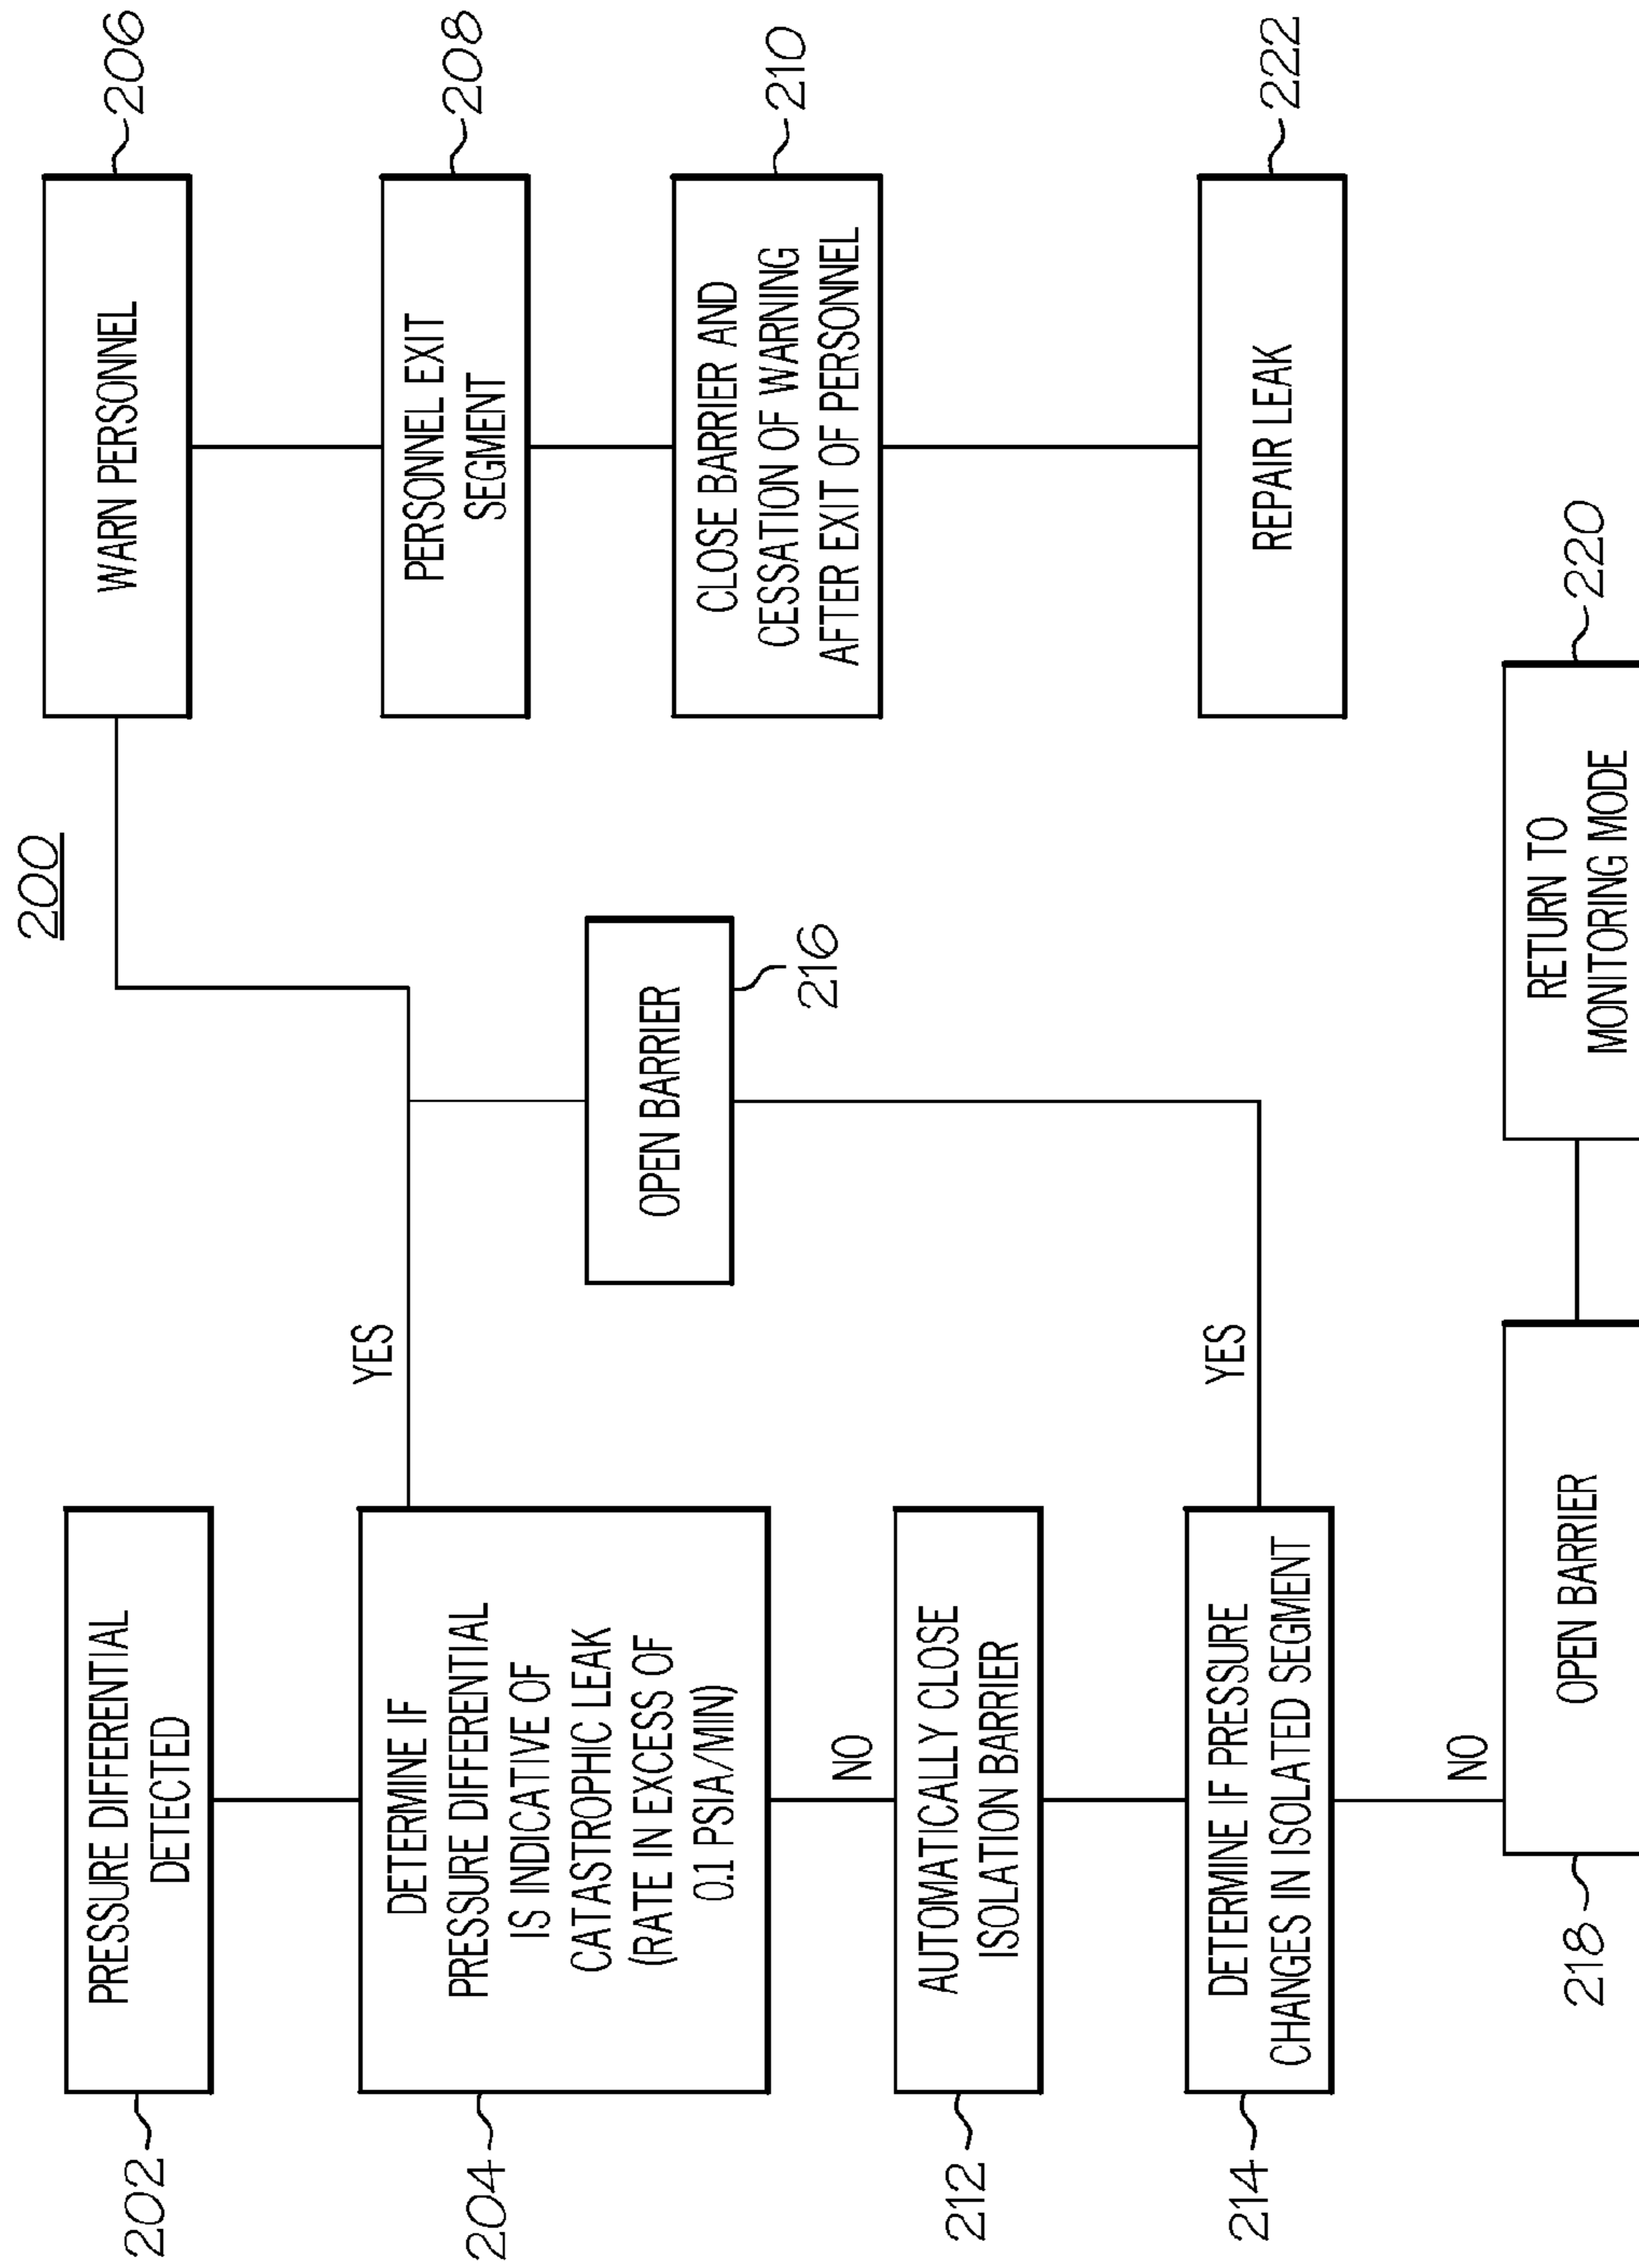 200
202
PRESSURE DIFFERENTIAL
DETECTED
204
DETERMINE IF
PRESSURE DIFFERENTIAL
IS INDICATIVE OF
CATASTROPHIC LEAK
(RATE IN EXCESS OF
0.1 PSIA/MIN)
YES
NO
212
AUTOMATICALLY CLOSE
ISOLATION BARRIER
214
DETERMINE IF PRESSURE
CHANGES IN ISOLATED SEGMENT
YES
NO
218
OPEN BARRIER
RETURN TO
MONITORING MODE
220
OPEN BARRIER
216
WARN PERSONNEL
206
PERSONNEL EXIT
SEGMENT
208
CLOSE BARRIER AND
CESSATION OF WARNING
AFTER EXIT OF PERSONNEL
210
REPAIR LEAK
222